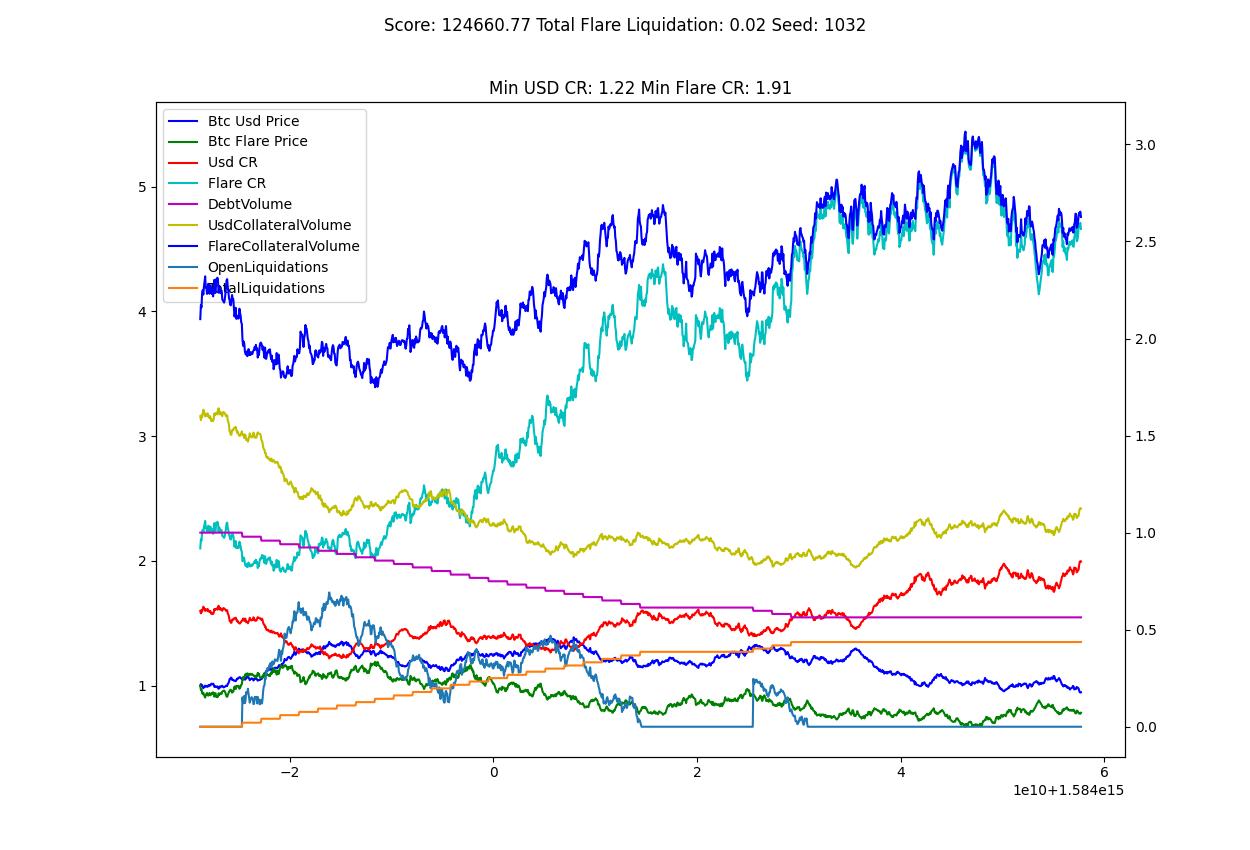 Score: 124660.77 Total Flare Liquidation: 0.02 Seed: 1032
Min USD CR: 1.22 Min Flare CR: 1.91
Btc Usd Price
Btc Flare Price
Usd CR
Flare CR
DebtVolume
UsdCollateralVolume
FlareCollateralVolume
OpenLiquidations
TotalLiquidations
5
4
3
2
1
3.0
2.5
2.0
1.5
1.0
0.5
0.0
−2
0
2
4
6
1e10+1.584e15